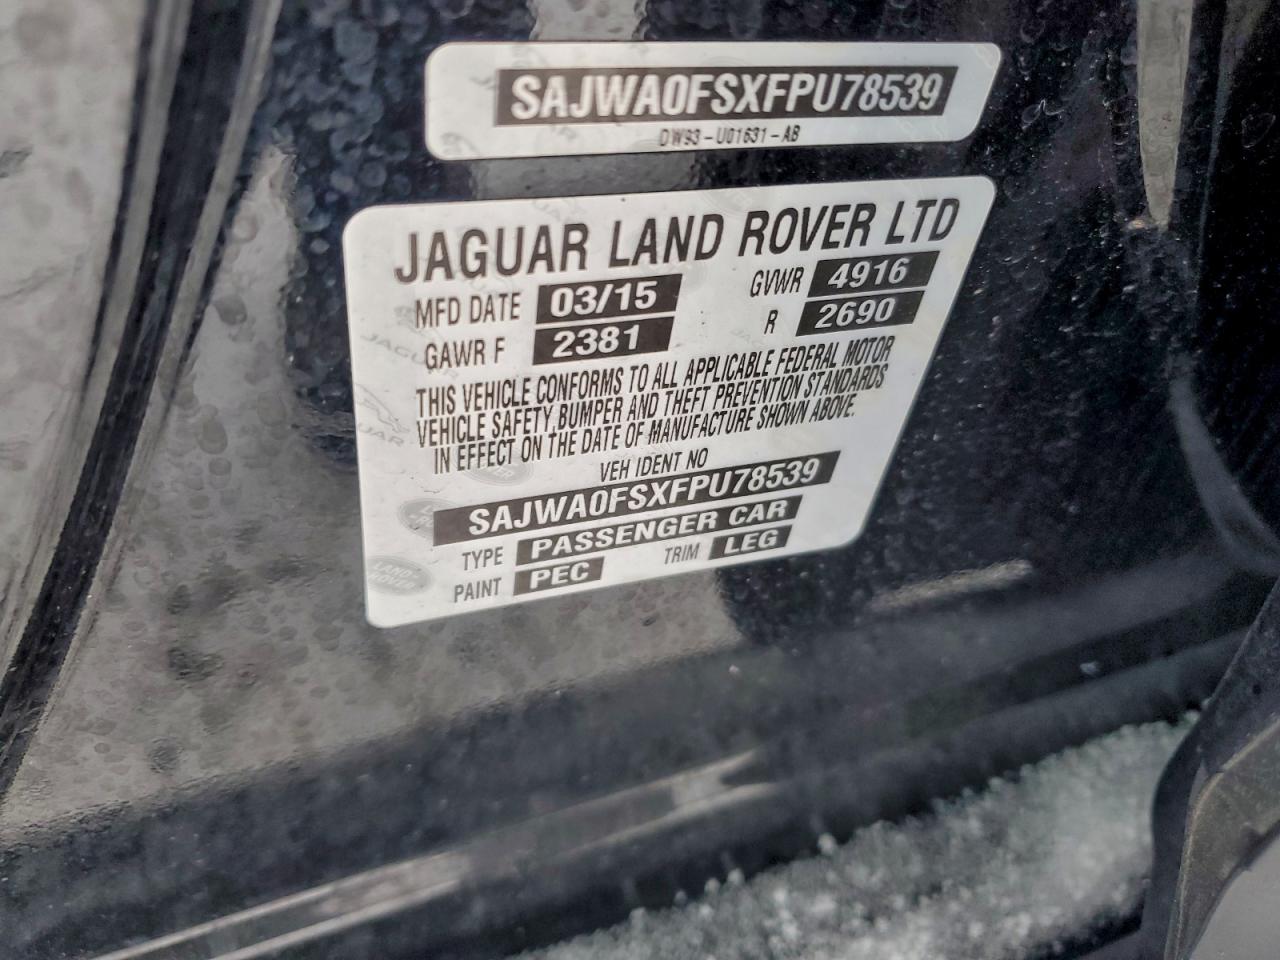 SAJWA0FSXFPU78539
DW93-U01631-AB
JAGUAR LAND ROVER LTD
MFD DATE 03/15 GVWR 4916
GAWR F 2381 R 2690
THIS VEHICLE CONFORMS TO ALL APPLICABLE FEDERAL MOTOR
VEHICLE SAFETY, BUMPER AND THEFT PREVENTION STANDARDS
IN EFFECT ON THE DATE OF MANUFACTURE SHOWN ABOVE.
VEH IDENT NO
SAJWA0FSXFPU78539
TYPE PASSENGER CAR
PAINT PEC TRIM LEG
LAND-
ROVER